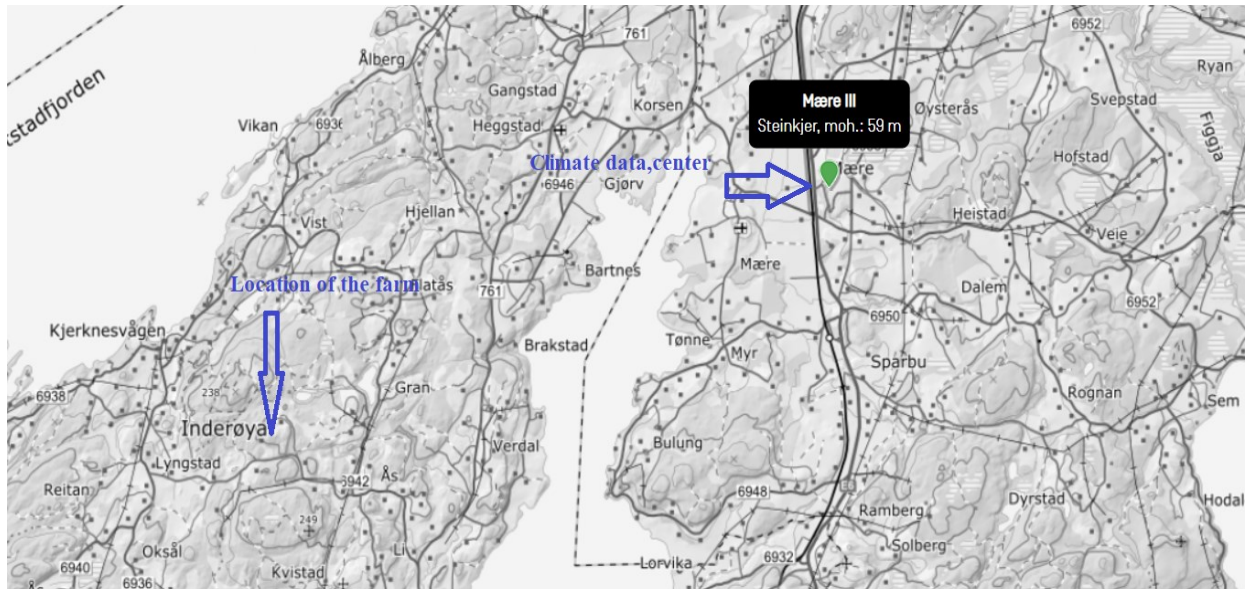 761
6952
Ryan
stadfjorden
Ålberg
Gangstad
Korsen
Mære III
Steinkjer, moh.: 59 m
Øysterås
Svepstad
Figgja
Vikan
Heggstad
Hofstad
Climate data,center
6946
Gjørv
Hjellan
Heistad
Vist
Veie
Mære
Bartnes
Location of the farm
761
Dalem
6952
6950
Kjerknesvågen
Brakstad
Tønne
Myr
Sparbu
238
Gran
Rognan
6938
Sem
Inderøya
Verdal
Bulung
Lyngstad
Ås
6942
Reitan
6948
Dyrstad
Hodal
249
Ramberg
Oksål
Li
Solberg
Lorvika
6932
6940
6936
Kvistad